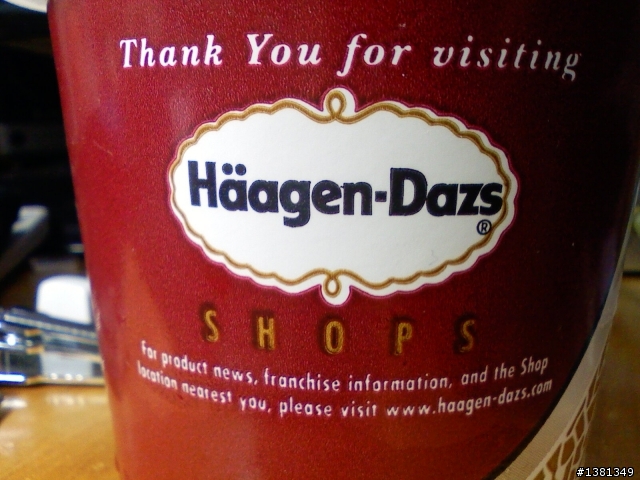 Thank You for visiting
Häagen-Dazs
®
SHOPS
For product news, franchise information, and the Shop
location nearest you, please visit www.haagen-dazs.com
#1381349